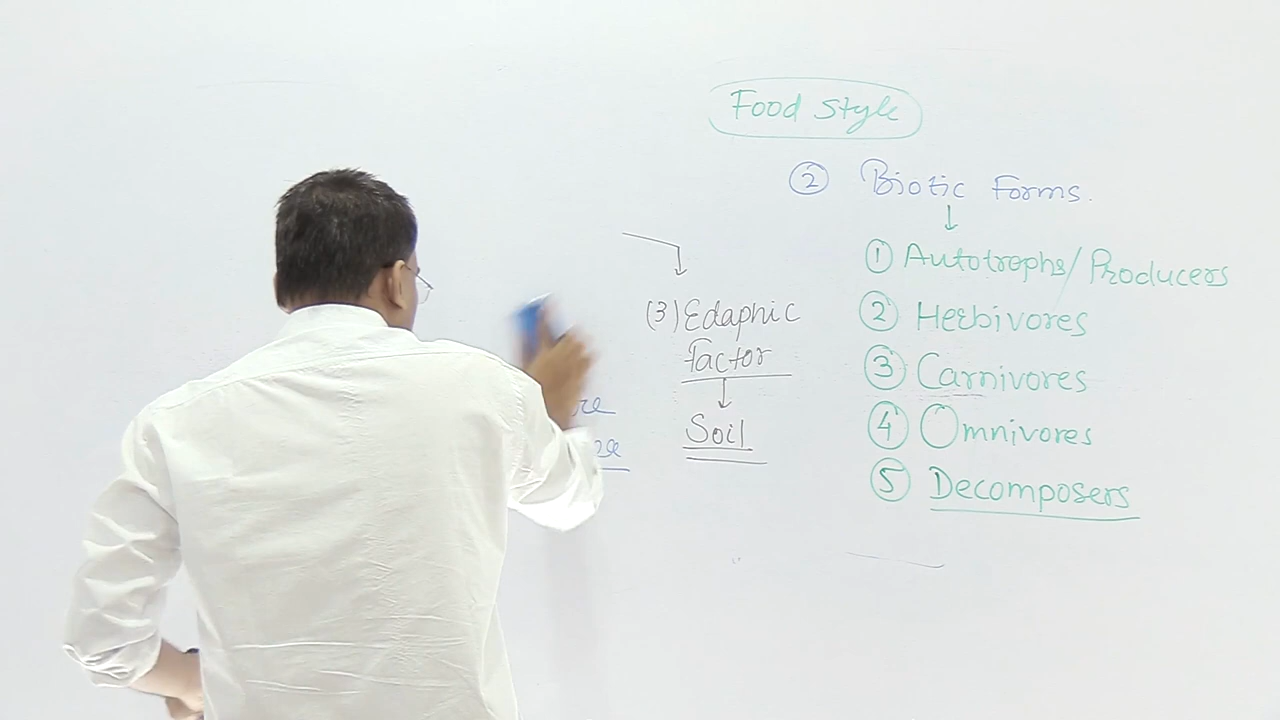 Food Style
② Biotic Forms.
(3) Edaphic
factor
Soil
① Autotrophs/Producers
② Herbivores
③ Carnivores
④ Omnivores
⑤ Decomposers